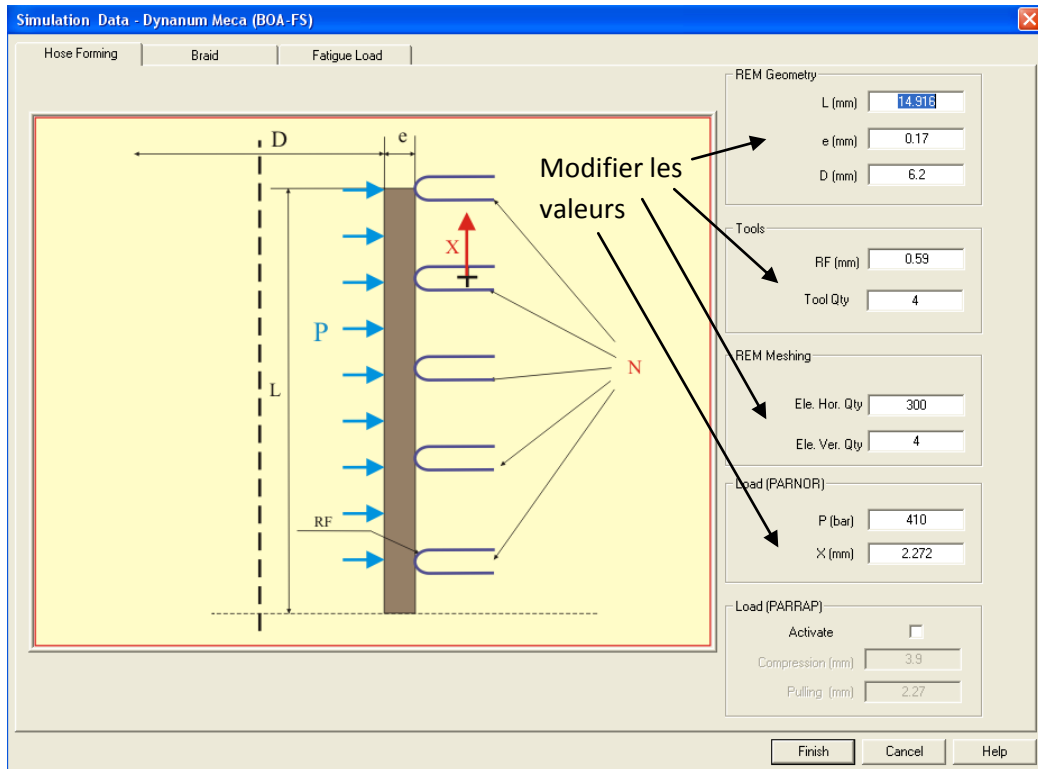 Simulation Data - Dynanum Meca (BOA-FS)
Hose Forming Braid Fatigue Load
D e
X
P
L
N
RF
Modifier les
valeurs
REM Geometry
L (mm) 14.916
e (mm) 0.17
D (mm) 6.2
Tools
RF (mm) 0.59
Tool Qty 4
REM Meshing
Ele. Hor. Qty 300
Ele. Ver. Qty 4
Load (PARNOR)
P (bar) 410
X (mm) 2.272
Load (PARRAP)
Activate
Compression (mm) 3.9
Pulling (mm) 2.27
Finish Cancel Help